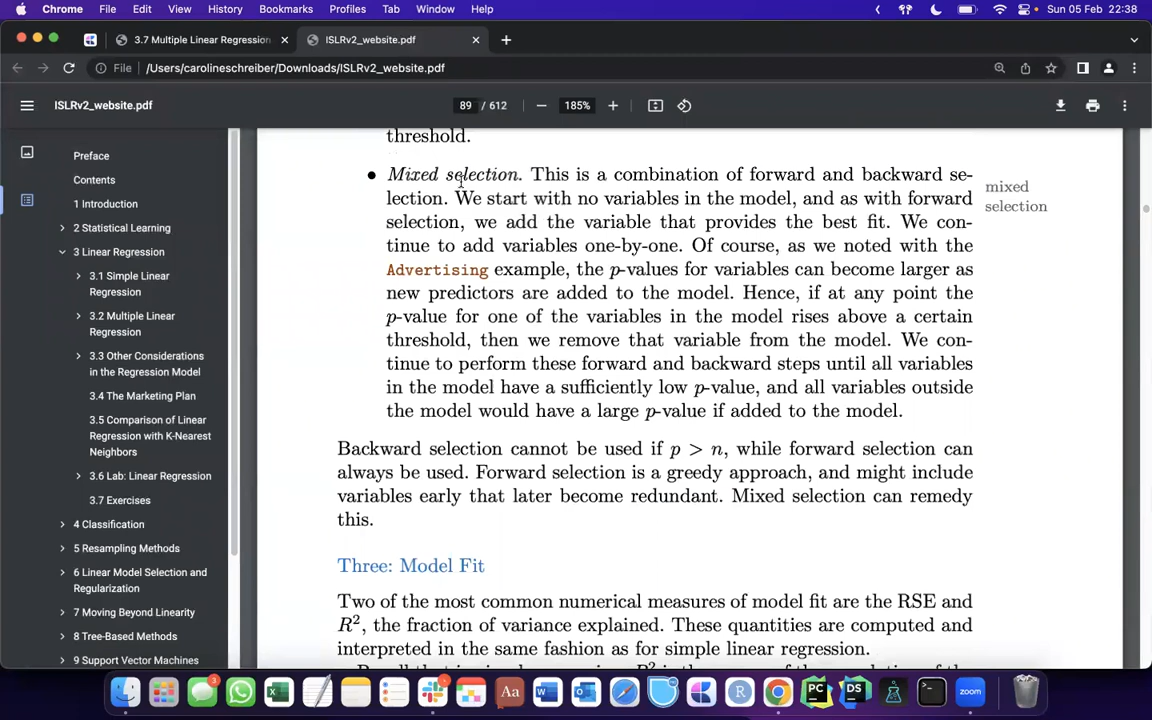 Chrome File Edit View History Bookmarks Profiles Tab Window Help Sun 05 Feb 22:38
3.7 Multiple Linear Regression ISLRv2_website.pdf
File /Users/carolineschreiber/Downloads/ISLRv2_website.pdf
ISLRv2_website.pdf 89 / 612 185%
Preface
Contents
1 Introduction
2 Statistical Learning
3 Linear Regression
3.1 Simple Linear
Regression
3.2 Multiple Linear
Regression
3.3 Other Considerations
in the Regression Model
3.4 The Marketing Plan
3.5 Comparison of Linear
Regression with K-Nearest
Neighbors
3.6 Lab: Linear Regression
3.7 Exercises
4 Classification
5 Resampling Methods
6 Linear Model Selection and
Regularization
7 Moving Beyond Linearity
8 Tree-Based Methods
9 Support Vector Machines
threshold.
• Mixed selection. This is a combination of forward and backward se-
lection. We start with no variables in the model, and as with forward
selection, we add the variable that provides the best fit. We con-
tinue to add variables one-by-one. Of course, as we noted with the
Advertising example, the p-values for variables can become larger as
new predictors are added to the model. Hence, if at any point the
p-value for one of the variables in the model rises above a certain
threshold, then we remove that variable from the model. We con-
tinue to perform these forward and backward steps until all variables
in the model have a sufficiently low p-value, and all variables outside
the model would have a large p-value if added to the model.
mixed
selection
Backward selection cannot be used if p > n, while forward selection can
always be used. Forward selection is a greedy approach, and might include
variables early that later become redundant. Mixed selection can remedy
this.
Three: Model Fit
Two of the most common numerical measures of model fit are the RSE and
R², the fraction of variance explained. These quantities are computed and
interpreted in the same fashion as for simple linear regression.
3
Aa
R
PC
DS
zoom